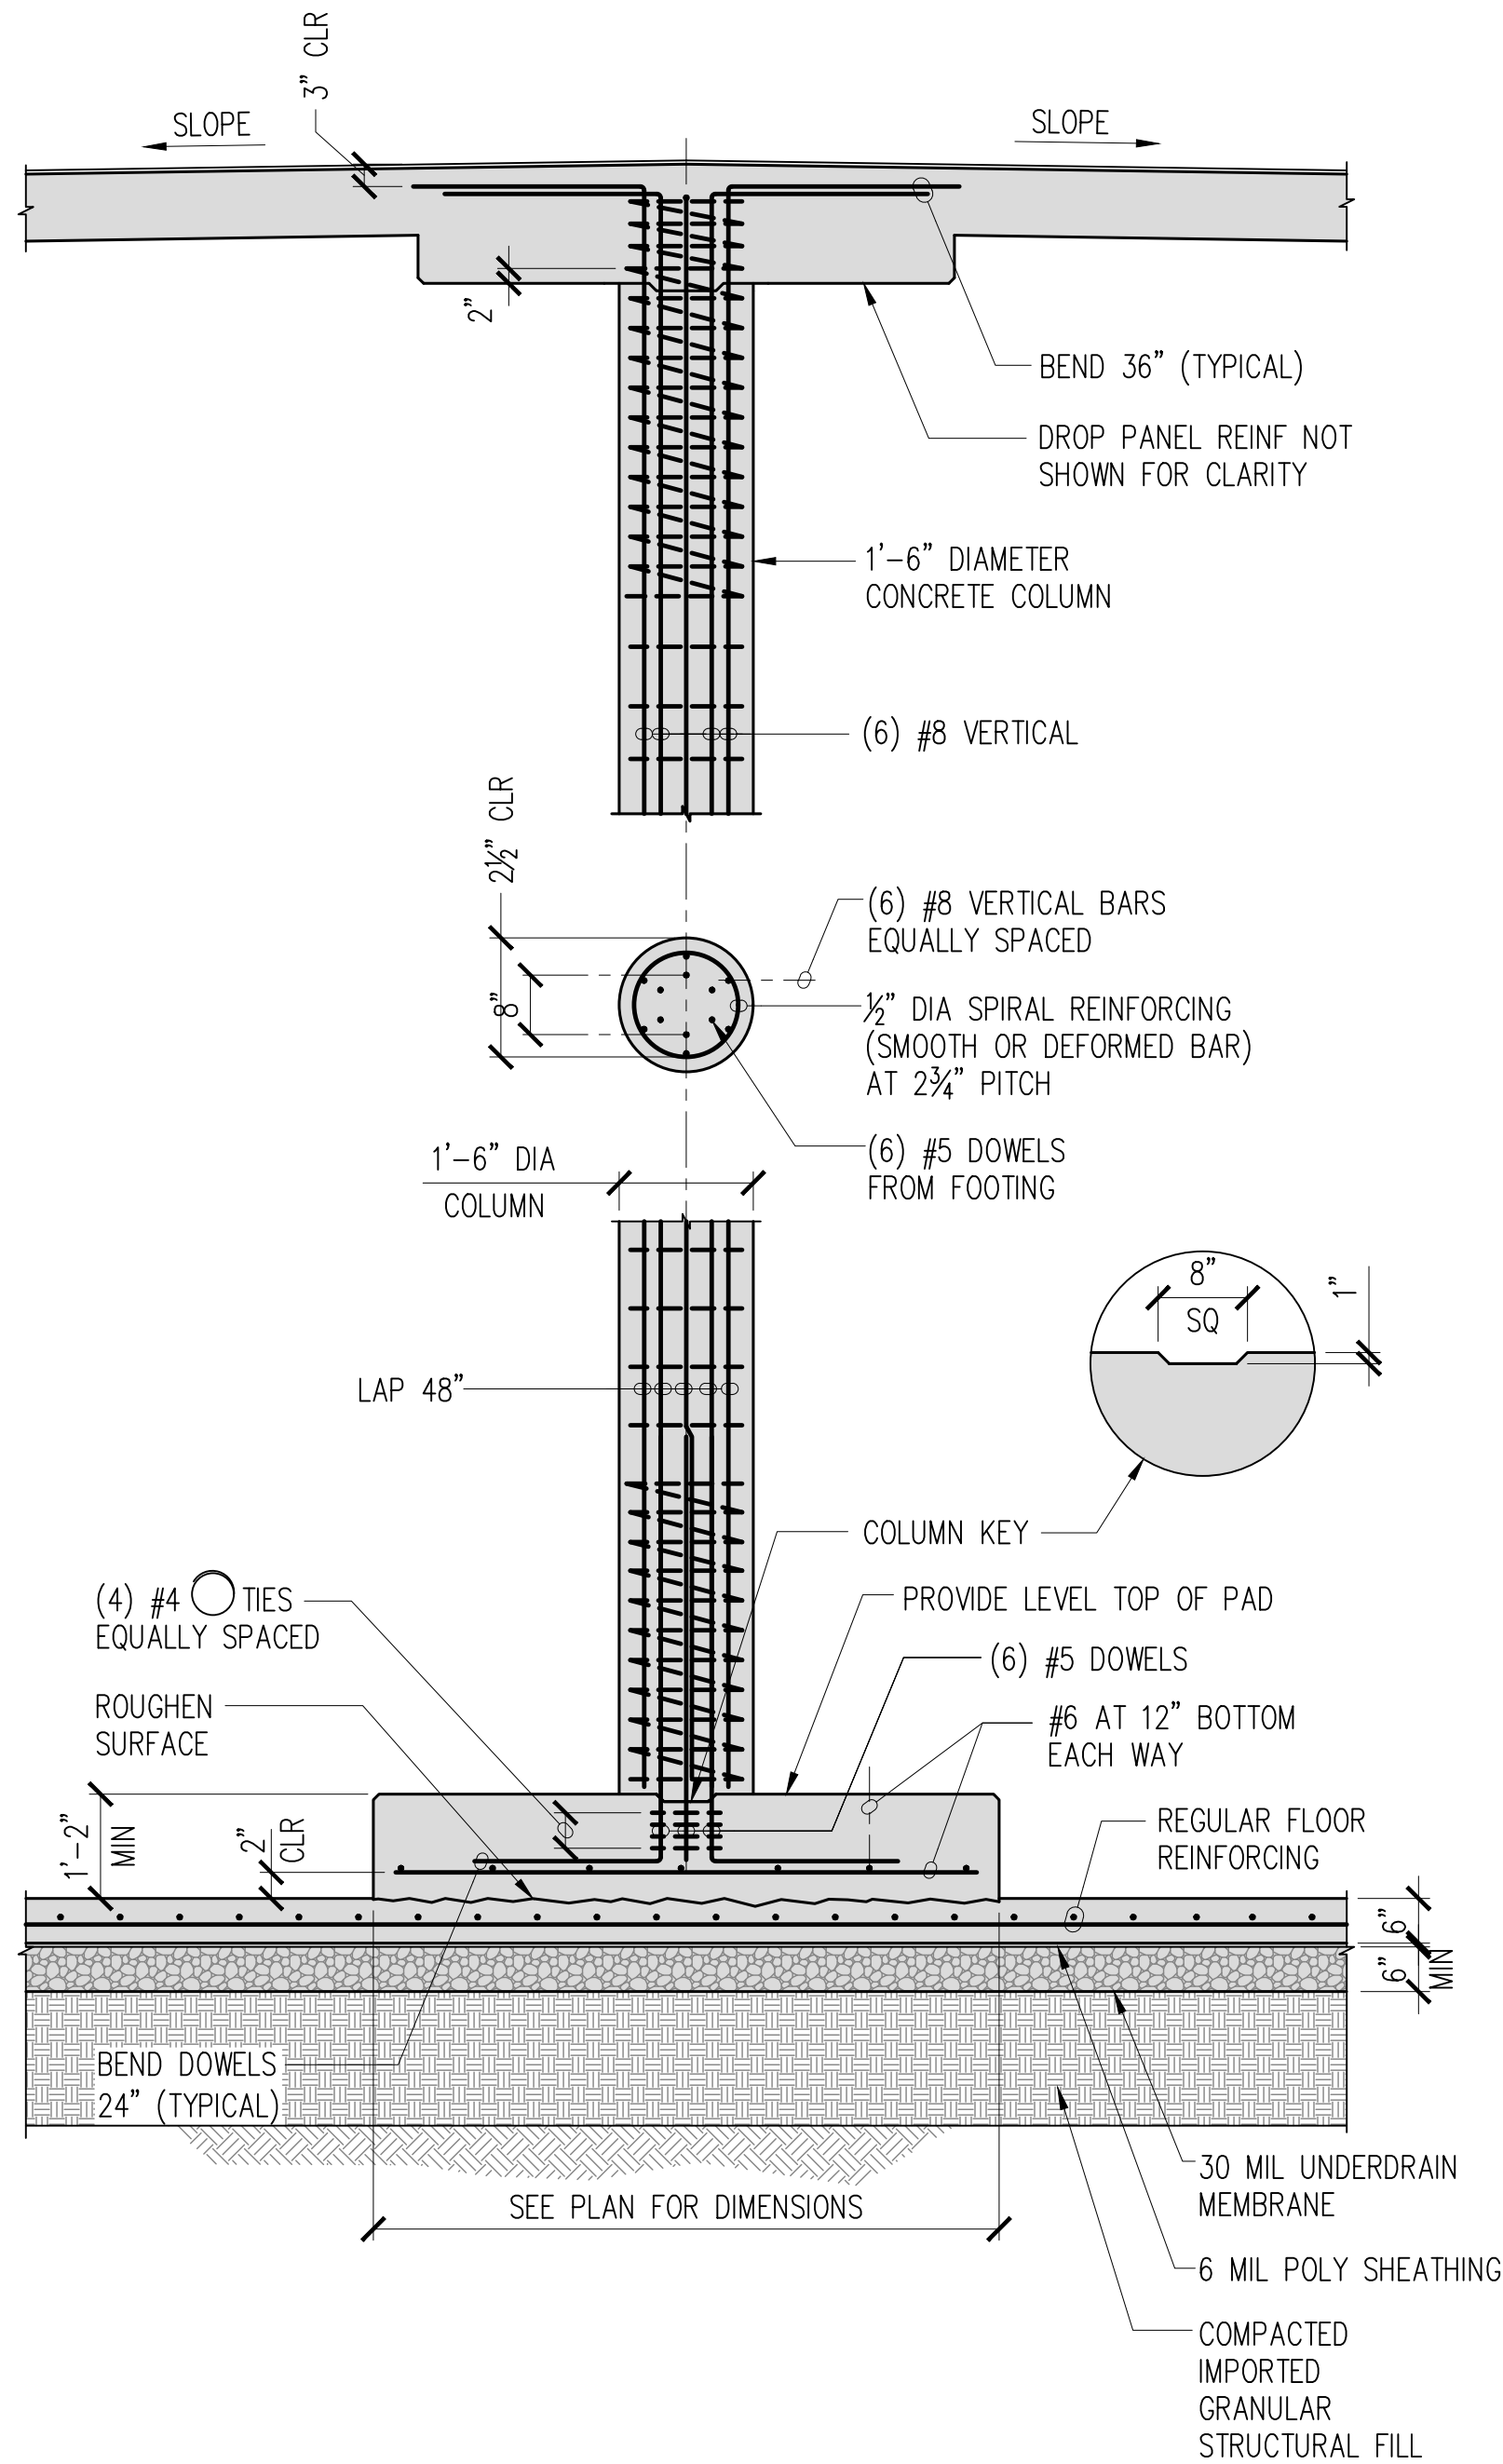 3” CLR
SLOPE
SLOPE
2”
BEND 36” (TYPICAL)
DROP PANEL REINF NOT
SHOWN FOR CLARITY
1’-6” DIAMETER
CONCRETE COLUMN
(6) #8 VERTICAL
2½” CLR
8”
(6) #8 VERTICAL BARS
EQUALLY SPACED
½” DIA SPIRAL REINFORCING
(SMOOTH OR DEFORMED BAR)
AT 2¾” PITCH
(6) #5 DOWELS
FROM FOOTING
1’-6” DIA
COLUMN
8”
SQ
1”
LAP 48”
COLUMN KEY
(4) #4 TIES
EQUALLY SPACED
PROVIDE LEVEL TOP OF PAD
(6) #5 DOWELS
ROUGHEN
SURFACE
#6 AT 12” BOTTOM
EACH WAY
1’-2”
MIN
2”
CLR
REGULAR FLOOR
REINFORCING
6”
6”
MIN
BEND DOWELS
24” (TYPICAL)
30 MIL UNDERDRAIN
MEMBRANE
SEE PLAN FOR DIMENSIONS
6 MIL POLY SHEATHING
COMPACTED
IMPORTED
GRANULAR
STRUCTURAL FILL